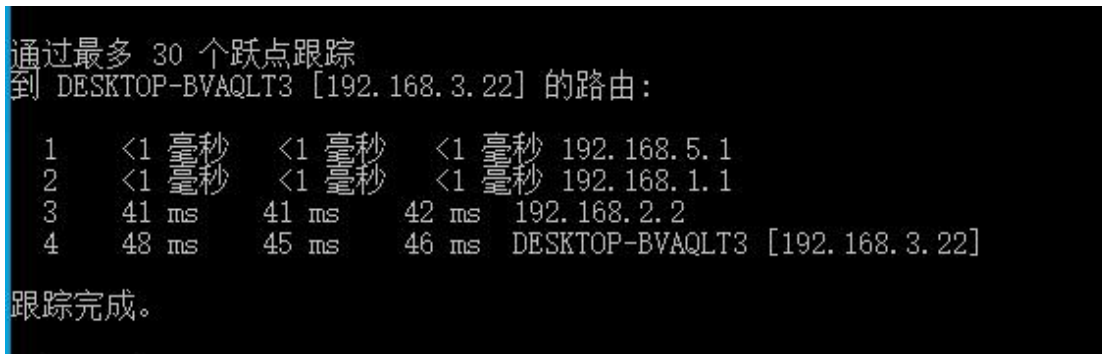 通过最多 30 个跃点跟踪
到 DESKTOP-BVAQLT3 [192.168.3.22] 的路由:
1 <1 毫秒 <1 毫秒 <1 毫秒 192.168.5.1
2 <1 毫秒 <1 毫秒 <1 毫秒 192.168.1.1
3 41 ms 41 ms 42 ms 192.168.2.2
4 48 ms 45 ms 46 ms DESKTOP-BVAQLT3 [192.168.3.22]
跟踪完成。